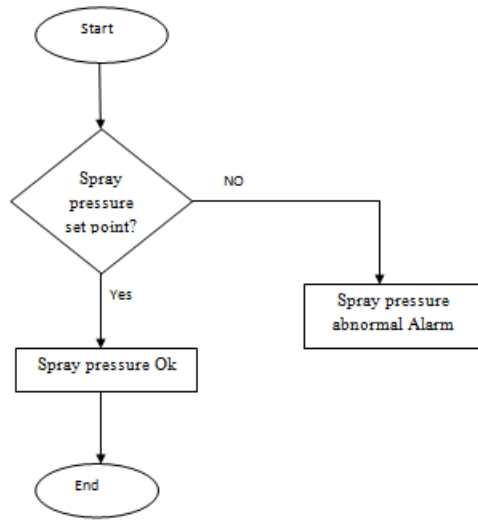 Start
Spray
pressure
set point?
NO
Yes
Spray pressure
abnormal Alarm
Spray pressure Ok
End